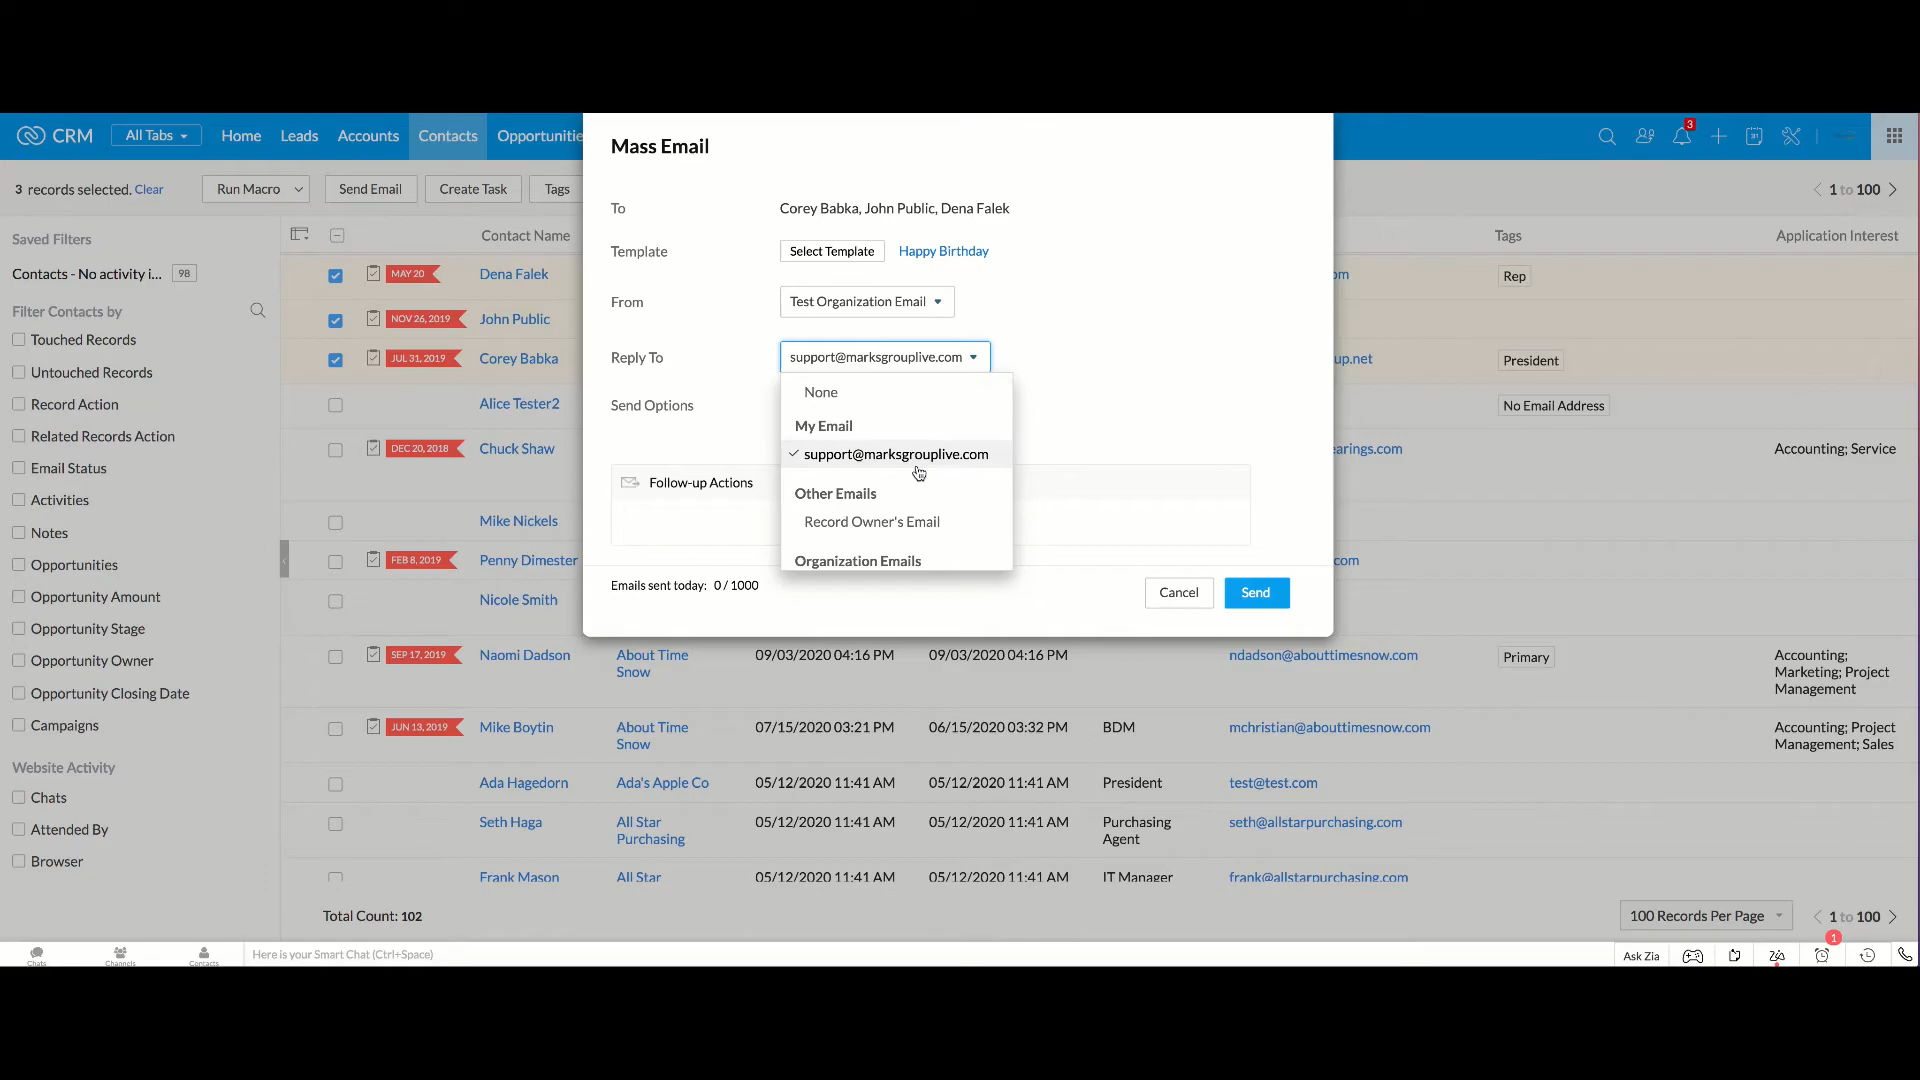 CRM
All Tabs
Home
Leads
Accounts
Contacts
Opportunitie
3
31
3 records selected. Clear
Run Macro
Send Email
Create Task
Tags
1 to 100
Saved Filters
Contacts - No activity i...
98
Filter Contacts by
Touched Records
Untouched Records
Record Action
Related Records Action
Email Status
Activities
Notes
Opportunities
Opportunity Amount
Opportunity Stage
Opportunity Owner
Opportunity Closing Date
Campaigns
Website Activity
Chats
Attended By
Browser
Mass Email
To
Corey Babka, John Public, Dena Falek
Template
Select Template
Happy Birthday
From
Test Organization Email
Reply To
support@marksgrouplive.com
None
My Email
support@marksgrouplive.com
Other Emails
Record Owner's Email
Organization Emails
Send Options
Follow-up Actions
Emails sent today: 0 / 1000
Cancel
Send
Contact Name
Tags
Application Interest
MAY 20
Dena Falek
om
Rep
NOV 26, 2019
John Public
JUL 31, 2019
Corey Babka
up.net
President
Alice Tester2
No Email Address
DEC 20, 2018
Chuck Shaw
earings.com
Accounting; Service
Mike Nickels
FEB 8, 2019
Penny Dimester
com
Nicole Smith
SEP 17, 2019
Naomi Dadson
About Time
Snow
09/03/2020 04:16 PM
09/03/2020 04:16 PM
ndadson@abouttimesnow.com
Primary
Accounting;
Marketing; Project
Management
JUN 13, 2019
Mike Boytin
About Time
Snow
07/15/2020 03:21 PM
06/15/2020 03:32 PM
BDM
mchristian@abouttimesnow.com
Accounting; Project
Management; Sales
Ada Hagedorn
Ada's Apple Co
05/12/2020 11:41 AM
05/12/2020 11:41 AM
President
test@test.com
Seth Haga
All Star
Purchasing
05/12/2020 11:41 AM
05/12/2020 11:41 AM
Purchasing
Agent
seth@allstarpurchasing.com
Frank Mason
All Star
05/12/2020 11:41 AM
05/12/2020 11:41 AM
IT Manager
frank@allstarpurchasing.com
Total Count: 102
100 Records Per Page
1 to 100
Chats
Channels
Contacts
Here is your Smart Chat (Ctrl+Space)
Ask Zia
1